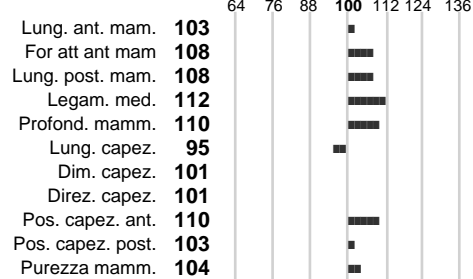 64 76 88 100 112 124 136
Lung. ant. mam. 103
For att ant mam 108
Lung. post. mam. 108
Legam. med. 112
Profond. mamm. 110
Lung. capez. 95
Dim. capez. 101
Direz. capez. 101
Pos. capez. ant. 110
Pos. capez. post. 103
Purezza mamm. 104